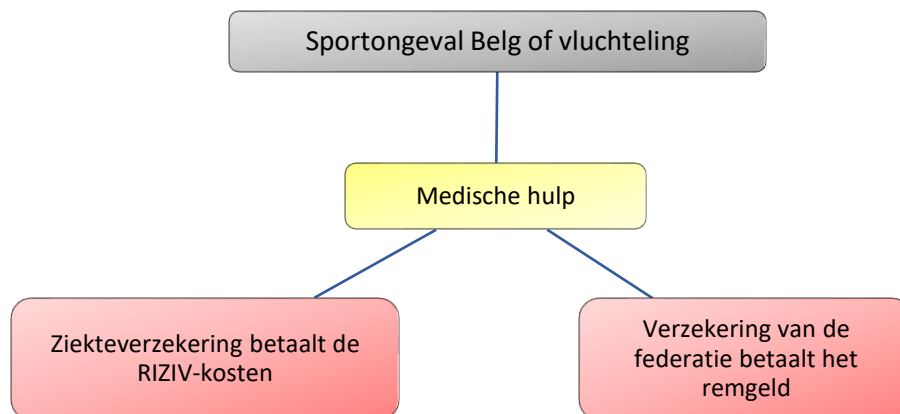 Sportongeval Belg of vluchteling
Medische hulp
Ziekteverzekering betaalt de
RIZIV-kosten
Verzekering van de
federatie betaalt het
remgeld